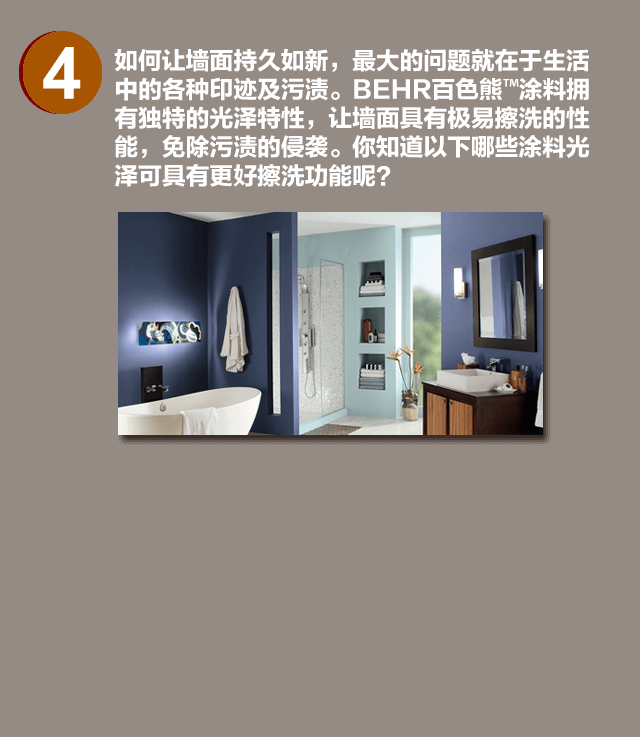 4
如何让墙面持久如新，最大的问题就在于生活
中的各种印迹及污渍。BEHR百色熊™涂料拥
有独特的光泽特性，让墙面具有极易擦洗的性
能，免除污渍的侵袭。你知道以下哪些涂料光
泽可具有更好擦洗功能呢？